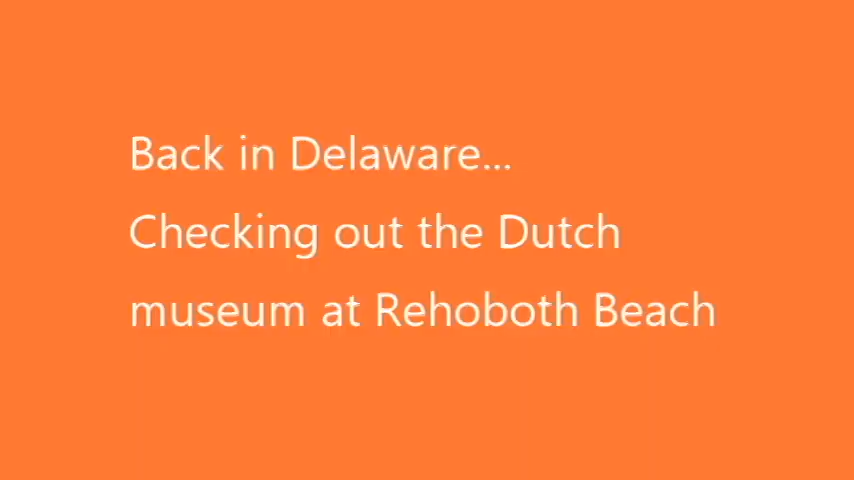 Back in Delaware...
Checking out the Dutch
museum at Rehoboth Beach